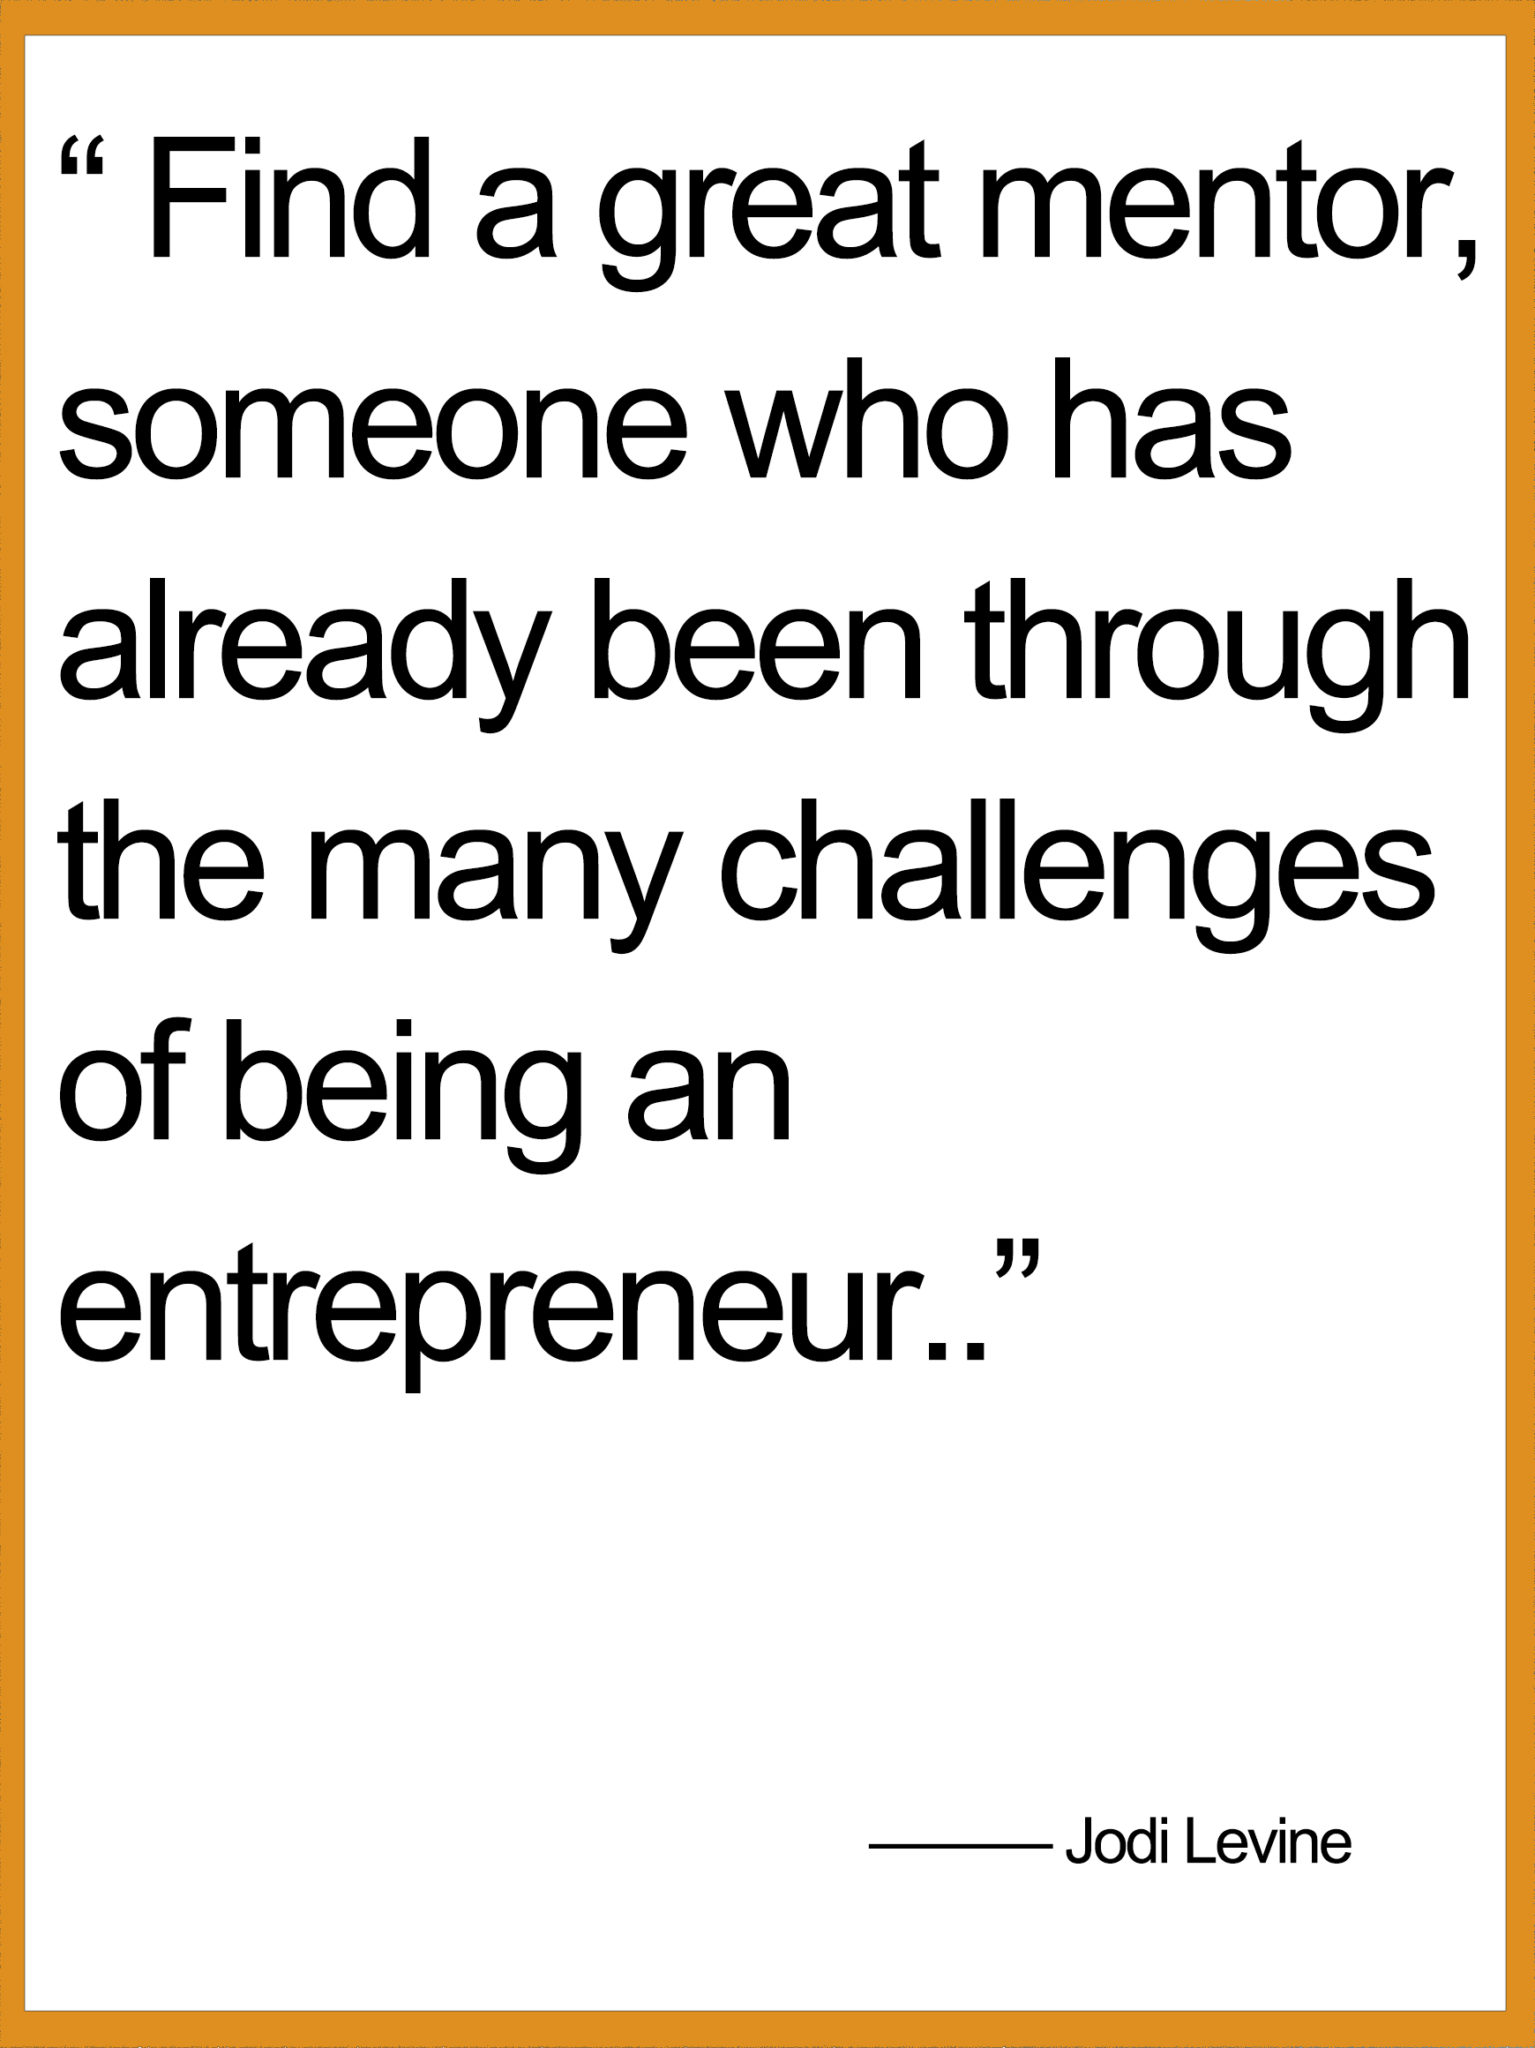 “ Find a great mentor,
someone who has
already been through
the many challenges
of being an
entrepreneur..”
——— Jodi Levine